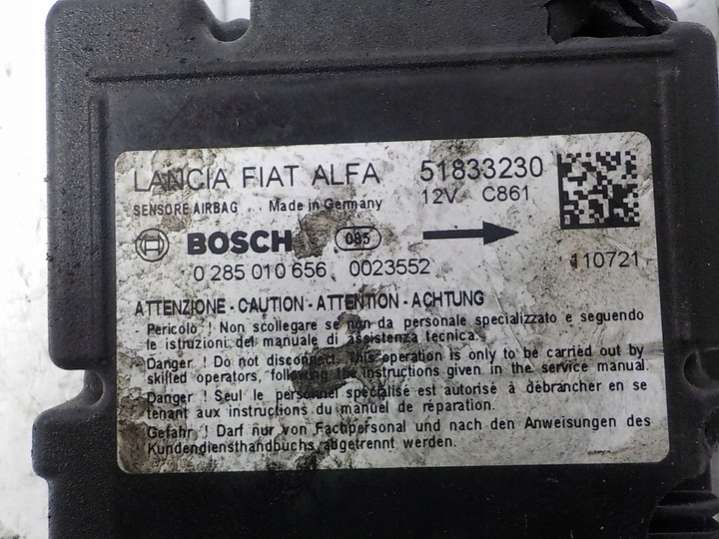 LANCIA FIAT ALFA 51833230
SENSORE AIRBAG .. Made in Germany 12V C861
BOSCH 085
0 285 010 656 0023552 110721
ATTENZIONE - CAUTION - ATTENTION - ACHTUNG
Pericolo ! Non scollegare se non da personale specializzato e seguendo
le istruzioni del manuale di assistenza tecnica.
Danger ! Do not disconnect. This operation is only to be carried out by
skilled operators, following the instructions given in the service manual.
Danger ! Seul le personnel spécialisé est autorisé à débrancher en se
tenant aux instructions du manuel de réparation.
Gefahr ! Darf nur von Fachpersonal und nach den Anweisungen des
Kundendiensthandbuchs abgetrennt werden.